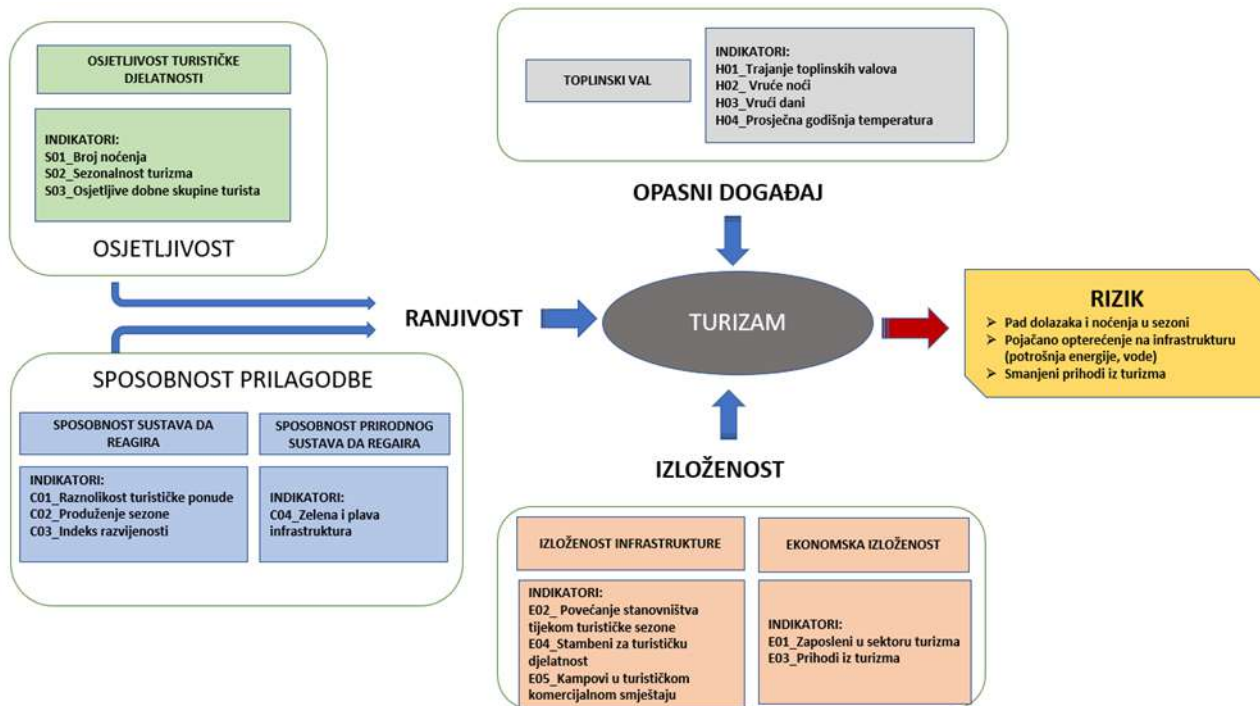 OSJETLJIVOST TURISTIČKE
DJELATNOSTI
INDIKATORI:
S01_Broj noćenja
S02_Sezonalnost turizma
S03_Osjetljive dobne skupine turista
OSJETLJIVOST
TOPLINSKI VAL
INDIKATORI:
H01_Trajanje toplinskih valova
H02_ Vruće noći
H03_Vrući dani
H04_Prosječna godišnja temperatura
OPASNI DOGAĐAJ
RANJIVOST
TURIZAM
RIZIK
➢ Pad dolazaka i noćenja u sezoni
➢ Pojačano opterećenje na infrastrukturu
(potrošnja energije, vode)
➢ Smanjeni prihodi iz turizma
SPOSOBNOST PRILAGODBE
SPOSOBNOST SUSTAVA DA
REAGIRA
INDIKATORI:
C01_Raznolikost turističke ponude
C02_Produženje sezone
C03_Indeks razvijenosti
SPOSOBNOST PRIRODNOG
SUSTAVA DA REGAIRA
INDIKATORI:
C04_Zelena i plava
infrastruktura
IZLOŽENOST
IZLOŽENOST INFRASTRUKTURE
INDIKATORI:
E02_ Povećanje stanovništva
tijekom turističke sezone
E04_Stambeni za turističku
djelatnost
E05_Kampovi u turističkom
komercijalnom smještaju
EKONOMSKA IZLOŽENOST
INDIKATORI:
E01_Zaposleni u sektoru turizma
E03_Prihodi iz turizma